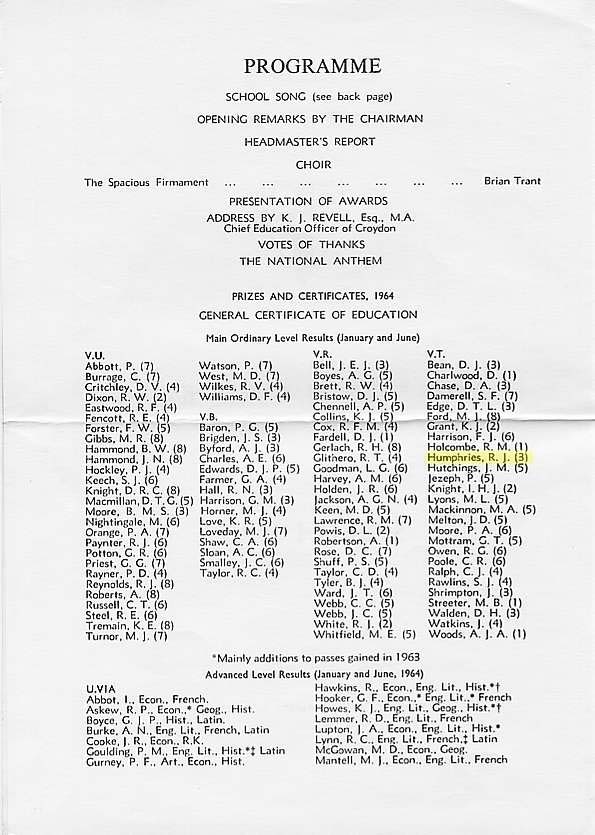 PROGRAMME
SCHOOL SONG (see back page)
OPENING REMARKS BY THE CHAIRMAN
HEADMASTER'S REPORT
CHOIR
The Spacious Firmament ... ... ... ... ... ... Brian Trant
PRESENTATION OF AWARDS
ADDRESS BY K. J. REVELL, Esq., M.A.
Chief Education Officer of Croydon
VOTES OF THANKS
THE NATIONAL ANTHEM
PRIZES AND CERTIFICATES, 1964
GENERAL CERTIFICATE OF EDUCATION
Main Ordinary Level Results (January and June)
V.U.
Abbott, P. (7)
Burrage, C. (7)
Critchley, D. V. (4)
Dixon, R. W. (2)
Eastwood, R. F. (4)
Fencott, R. E. (4)
Forster, F. W. (5)
Gibbs, M. R. (8)
Hammond, B. W. (8)
Hammond, J. N. (8)
Hockley, P. J. (4)
Keech, S. J. (6)
Knight, D. R. C. (8)
Macmillan, D. T. G. (5)
Moore, B. M. S. (3)
Nightingale, M. (6)
Orange, P. A. (7)
Paynter, R. J. (6)
Potton, G. R. (6)
Priest, G. G. (7)
Rayner, P. D. (4)
Reynolds, R. J. (8)
Roberts, A. (8)
Russell, C. T. (6)
Steel, R. E. (6)
Tremain, K. E. (8)
Turnor, M. J. (7)
Watson, P. (7)
West, M. D. (7)
Wilkes, R. V. (4)
Williams, D. F. (4)
V.B.
Baron, P. G. (5)
Brigden, J. S. (3)
Byford, A. J. (3)
Charles, A. E. (6)
Edwards, D. J. P. (5)
Farmer, G. A. (4)
Hall, R. N. (3)
Harrison, G. M. (3)
Horner, M. J. (4)
Love, K. R. (5)
Loveday, M. J. (7)
Shaw, C. A. (6)
Sloan, A. C. (6)
Smalley, J. C. (6)
Taylor, R. C. (4)
V.R.
Bell, J. E. J. (3)
Boyes, A. G. (5)
Brett, R. W. (4)
Bristow, D. J. (5)
Chennell, A. P. (5)
Collins, K. J. (5)
Cox, R. F. M. (4)
Fardell, D. J. (1)
Gerlach, R. H. (8)
Glithero, R. T. (4)
Goodman, L. G. (6)
Harvey, A. M. (6)
Holden, J. R. (6)
Jackson, A. G. N. (4)
Keen, M. D. (5)
Lawrence, R. M. (7)
Powis, D. L. (2)
Robertson, A. (1)
Rose, D. C. (7)
Shuff, P. S. (5)
Taylor, C. D. (4)
Tyler, B. J. (4)
Ward, J. T. (6)
Webb, C. C. (5)
Webb, J. C. (5)
White, R. J. (2)
Whitfield, M. E. (5)
V.T.
Bean, D. J. (3)
Charlwood, D. (1)
Chase, D. A. (3)
Damerell, S. F. (7)
Edge, D. T. L. (3)
Ford, M. J. (8)
Grant, K. J. (2)
Harrison, F. J. (6)
Holcombe, R. M. (1)
Humphries, R. J. (3)
Hutchings, J. M. (5)
Jezeph, P. (5)
Knight, I. H. J. (2)
Lyons, M. L. (5)
Mackinnon, M. A. (5)
Melton, J. D. (5)
Moore, P. A. (6)
Mottram, G. T. (5)
Owen, R. G. (6)
Poole, C. R. (6)
Ralph, C. J. (4)
Rawlins, S. J. (4)
Shrimpton, J. (3)
Streeter, M. B. (1)
Walden, D. H. (3)
Watkins, J. (4)
Woods, A. J. A. (1)
*Mainly additions to passes gained in 1963
Advanced Level Results (January and June, 1964)
U.VIA
Abbot, I., Econ., French.
Askew, R. P., Econ.,* Geog., Hist.
Boyce, G. J. P., Hist., Latin.
Burke, A. N., Eng. Lit., French, Latin
Cooke, J. R., Econ., R.K.
Goulding, P. M., Eng. Lit., Hist.*‡ Latin
Gurney, P. F., Art., Econ., Hist.
Hawkins, R., Econ., Eng. Lit., Hist.*†
Hooker, G. F., Econ.,* Eng. Lit.,* French
Howes, K. J., Eng. Lit., Geog., Hist.*†
Lemmer, R. D., Eng. Lit., French
Lupton, J. A., Econ., Eng. Lit., Hist.*
Lynn, R. C., Eng. Lit., French,‡ Latin
McGowan, M. D., Econ., Geog.
Mantell, M. J., Econ., Eng. Lit., French